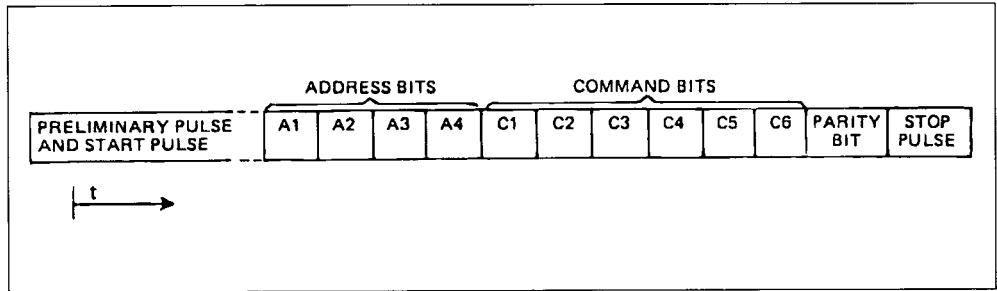 ADDRESS BITS COMMAND BITS
PRELIMINARY PULSE AND START PULSE A1 A2 A3 A4 C1 C2 C3 C4 C5 C6 PARITY BIT STOP PULSE
t